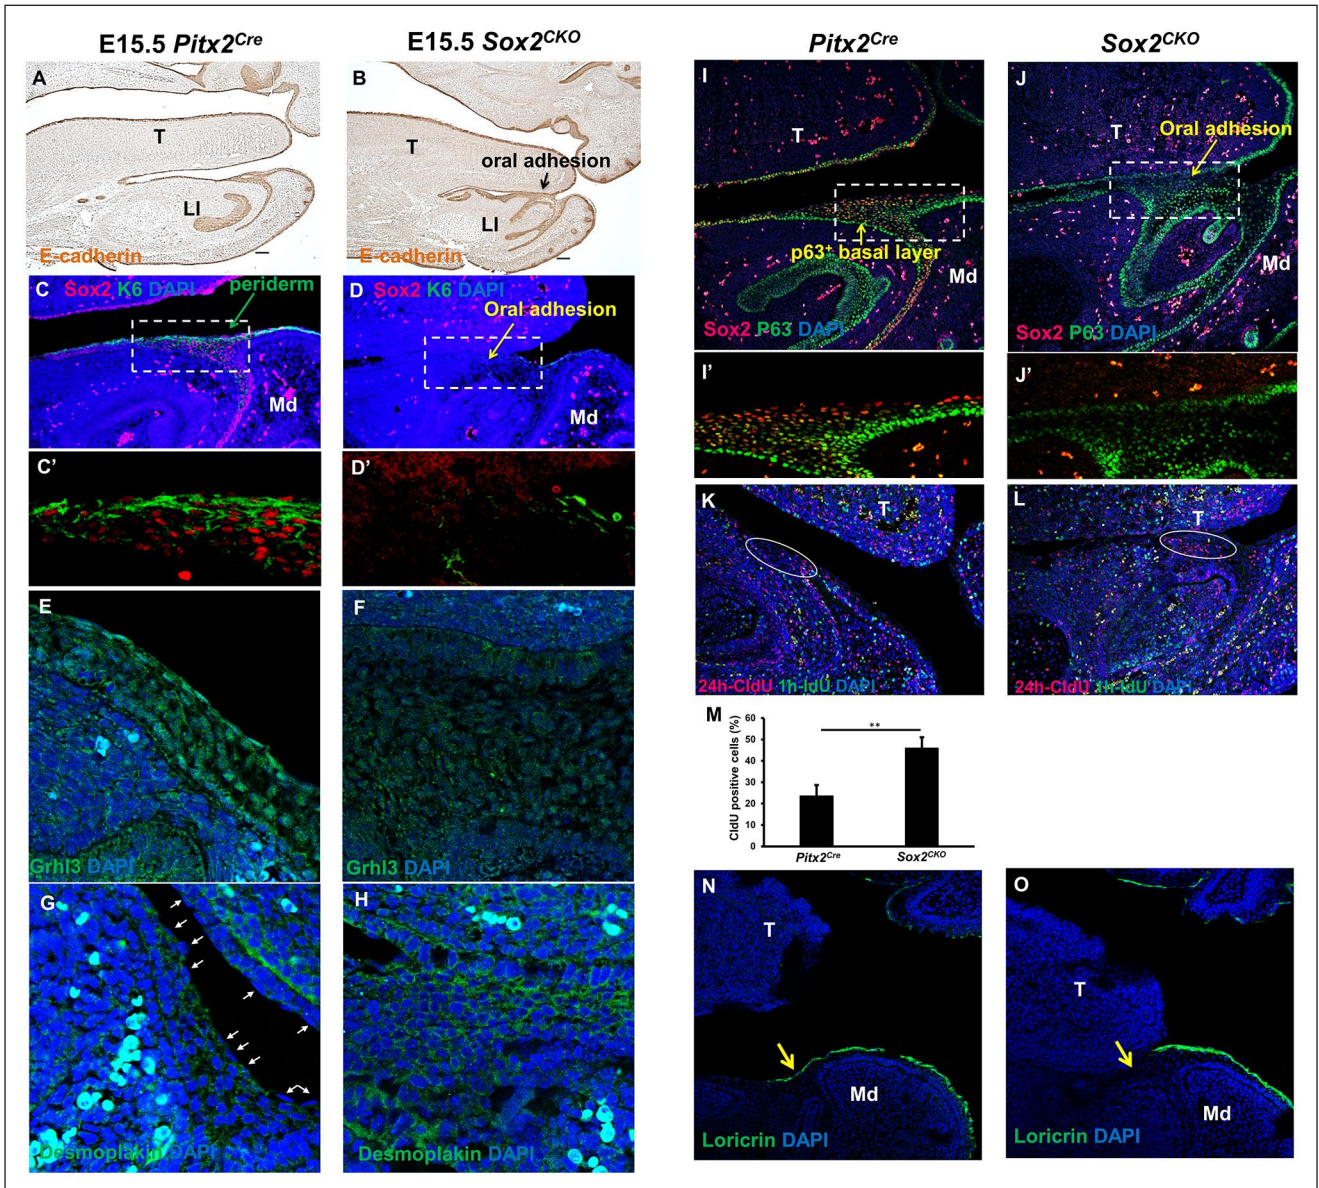 E15.5 Pitx2Cre
E15.5 Sox2CKO
A
T
LI
E-cadherin
B
T
oral adhesion
LI
E-cadherin
C
Sox2 K6 DAPI
periderm
Md
D
Sox2 K6 DAPI
Oral adhesion
Md
C’
D’
E
Grhl3 DAPI
F
Grhl3 DAPI
G
Desmoplakin DAPI
H
Desmoplakin DAPI
Pitx2Cre
Sox2CKO
I
T
p63+ basal layer
Md
Sox2 P63 DAPI
J
T
Oral adhesion
Md
Sox2 P63 DAPI
I’
J’
K
T
24h-CldU 1h-IdU DAPI
L
T
24h-CldU 1h-IdU DAPI
M
CldU positive cells (%)
60
50
40
30
20
10
0
**
Pitx2Cre
Sox2CKO
N
T
Md
Loricrin DAPI
O
T
Md
Loricrin DAPI